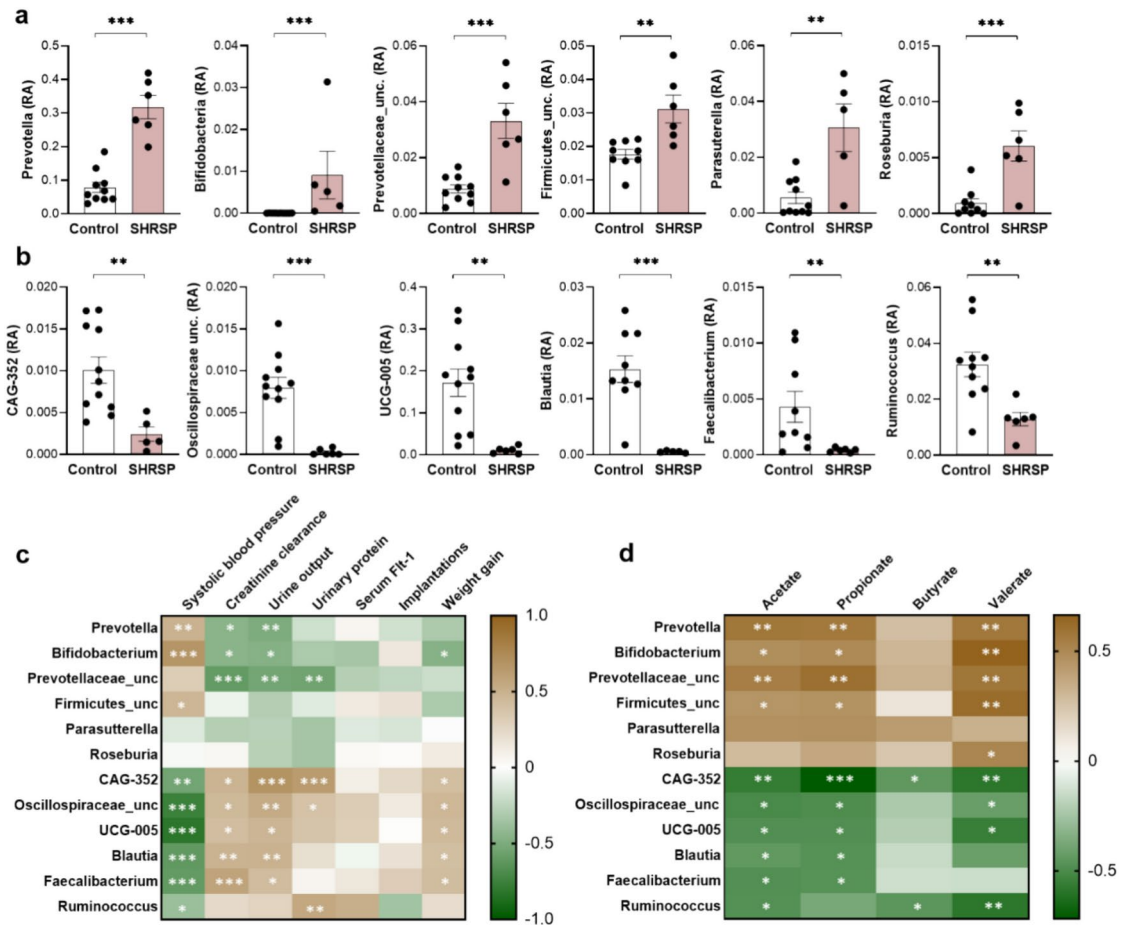 a
*** *** *** ** ** ***
Prevotella (RA)
0.5
0.4
0.3
0.2
0.1
0.0
Control SHRSP
Bifidobacteria (RA)
0.04
0.03
0.02
0.01
0.00
Control SHRSP
Prevotellaceae_unc. (RA)
0.06
0.04
0.02
0.00
Control SHRSP
Firmicutes_unc. (RA)
0.05
0.04
0.03
0.02
0.01
0.00
Control SHRSP
Parasuterella (RA)
0.06
0.04
0.02
0.00
Control SHRSP
Roseburia (RA)
0.015
0.010
0.005
0.000
Control SHRSP
b
** *** ** *** ** **
CAG-352 (RA)
0.020
0.015
0.010
0.005
0.000
Control SHRSP
Oscillospiraceae unc. (RA)
0.020
0.015
0.010
0.005
0.000
Control SHRSP
UCG-005 (RA)
0.4
0.3
0.2
0.1
0.0
Control SHRSP
Blautia (RA)
0.03
0.02
0.01
0.00
Control SHRSP
Faecalibacterium (RA)
0.015
0.010
0.005
0.000
Control SHRSP
Ruminococcus (RA)
0.08
0.06
0.04
0.02
0.00
Control SHRSP
c
Systolic blood pressure
Creatinine clearance
Urine output
Urinary protein
Serum Flt-1
Implantations
Weight gain
Prevotella ** * **
Bifidobacterium *** * * *
Prevotellaceae_unc *** ** **
Firmicutes_unc *
Parasutterella
Roseburia
CAG-352 ** * *** *** *
Oscillospiraceae_unc *** * ** * *
UCG-005 *** * * *
Blautia *** ** ** *
Faecalibacterium *** *** * *
Ruminococcus * **
1.0
0.5
0
-0.5
-1.0
d
Acetate
Propionate
Butyrate
Valerate
Prevotella ** ** **
Bifidobacterium * * **
Prevotellaceae_unc ** ** **
Firmicutes_unc * * **
Parasutterella
Roseburia *
CAG-352 ** *** * **
Oscillospiraceae_unc * * *
UCG-005 * * *
Blautia * *
Faecalibacterium * *
Ruminococcus * * **
0.5
0
-0.5